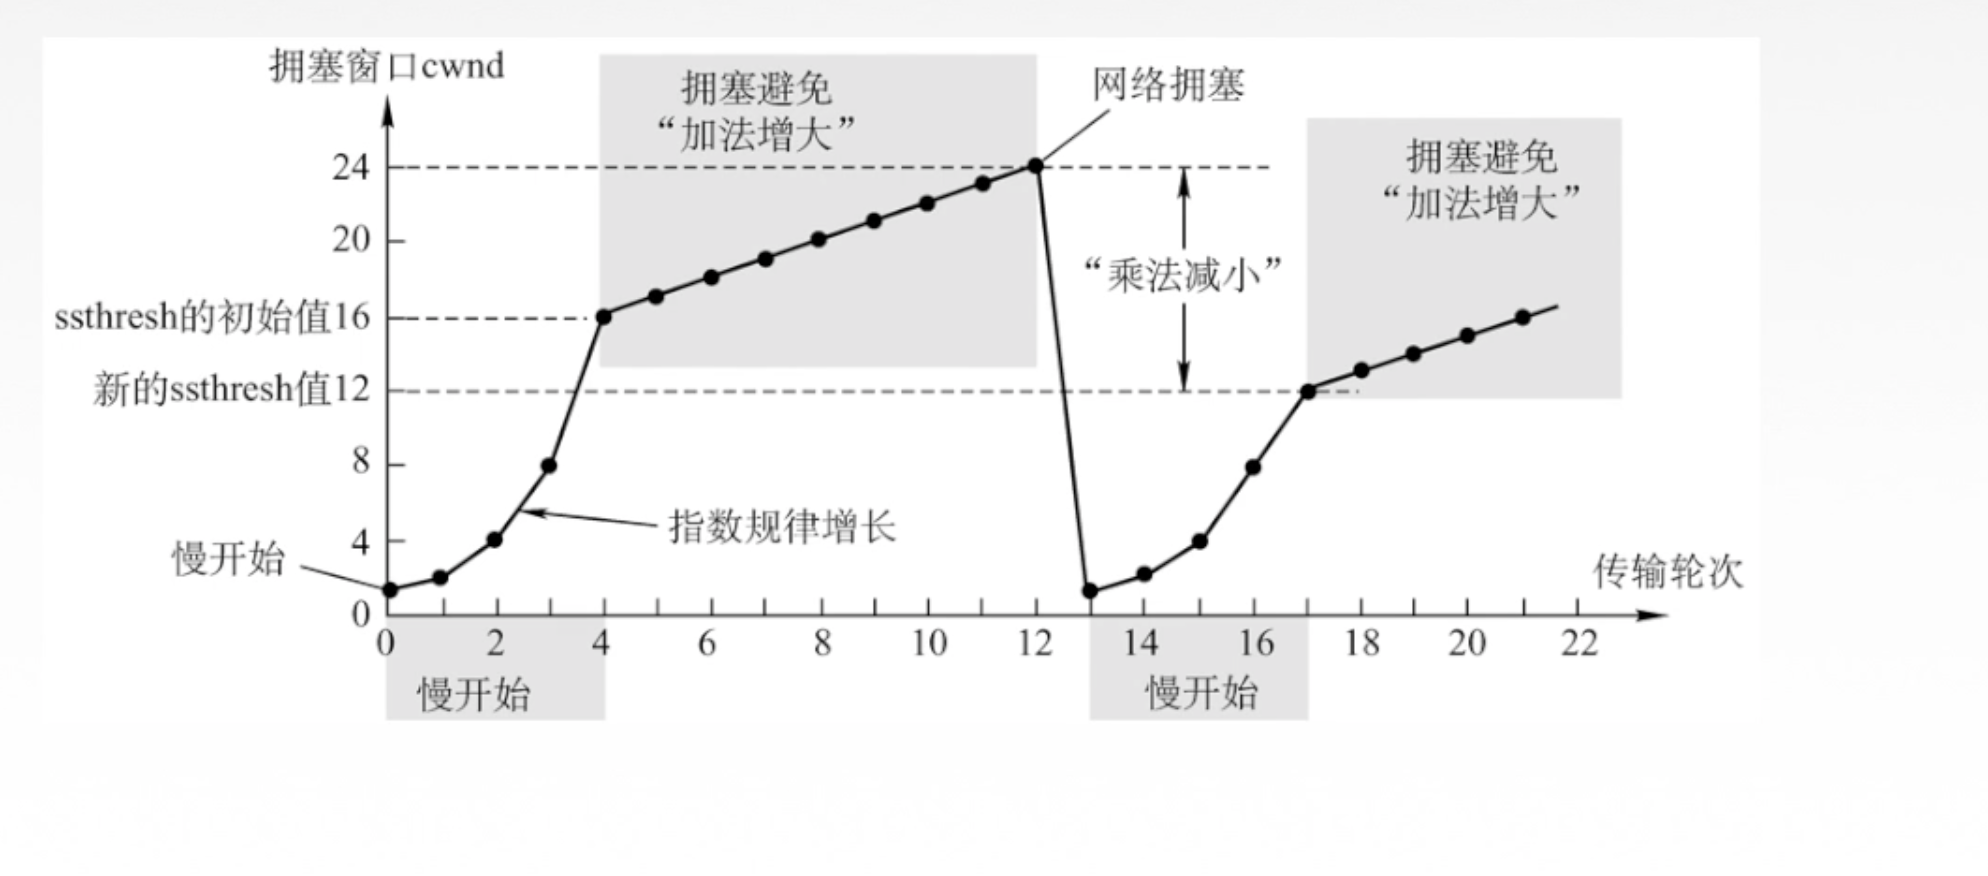 拥塞窗口cwnd
拥塞避免
“加法增大”
网络拥塞
拥塞避免
“加法增大”
24
20
“乘法减小”
ssthresh的初始值16
新的ssthresh值12
8
4
指数规律增长
慢开始
传输轮次
0
0 2 4 6 8 10 12 14 16 18 20 22
慢开始
慢开始